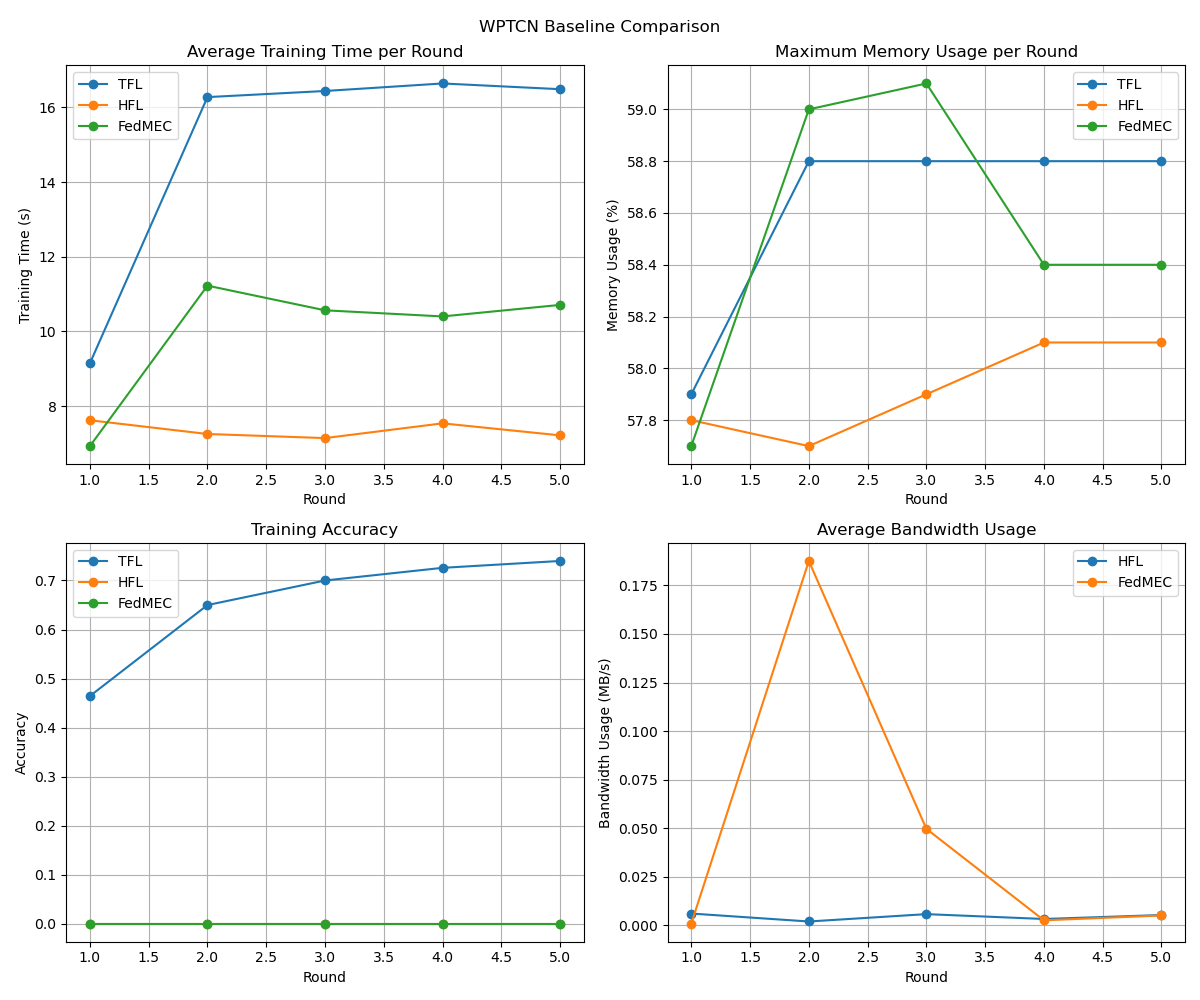 WPTCN Baseline Comparison
Average Training Time per Round
TFL
HFL
FedMEC
16
14
12
10
8
Training Time (s)
1.0 1.5 2.0 2.5 3.0 3.5 4.0 4.5 5.0
Round
Maximum Memory Usage per Round
TFL
HFL
FedMEC
59.0
58.8
58.6
58.4
58.2
58.0
57.8
Memory Usage (%)
1.0 1.5 2.0 2.5 3.0 3.5 4.0 4.5 5.0
Round
Training Accuracy
TFL
HFL
FedMEC
0.7
0.6
0.5
0.4
0.3
0.2
0.1
0.0
Accuracy
1.0 1.5 2.0 2.5 3.0 3.5 4.0 4.5 5.0
Round
Average Bandwidth Usage
HFL
FedMEC
0.175
0.150
0.125
0.100
0.075
0.050
0.025
0.000
Bandwidth Usage (MB/s)
1.0 1.5 2.0 2.5 3.0 3.5 4.0 4.5 5.0
Round